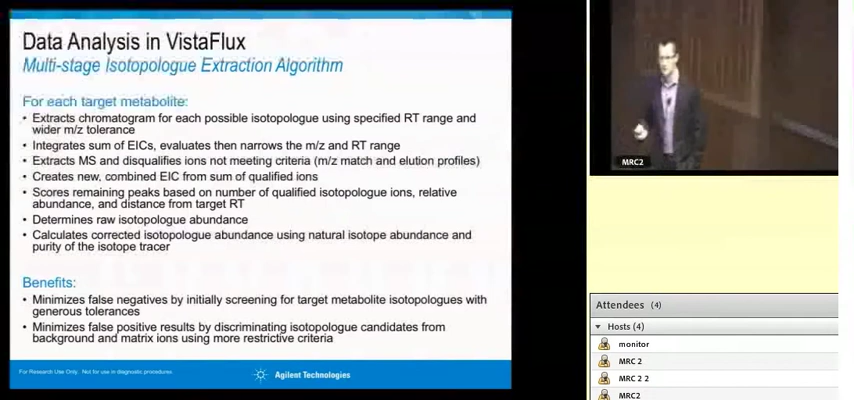 Data Analysis in VistaFlux
Multi-stage Isotopologue Extraction Algorithm
For each target metabolite:
• Extracts chromatogram for each possible isotopologue using specified RT range and
wider m/z tolerance
• Integrates sum of EICs, evaluates then narrows the m/z and RT range
• Extracts MS and disqualifies ions not meeting criteria (m/z match and elution profiles)
• Creates new, combined EIC from sum of qualified ions
• Scores remaining peaks based on number of qualified isotopologue ions, relative
abundance, and distance from target RT
• Determines raw isotopologue abundance
• Calculates corrected isotopologue abundance using natural isotope abundance and
purity of the isotope tracer
Benefits:
• Minimizes false negatives by initially screening for target metabolite isotopologues with
generous tolerances
• Minimizes false positive results by discriminating isotopologue candidates from
background and matrix ions using more restrictive criteria
For Research Use Only. Not for use in diagnostic procedures
Agilent Technologies
MRC2
Attendees (4)
Hosts (4)
monitor
MRC 2
MRC 2 2
MRC2